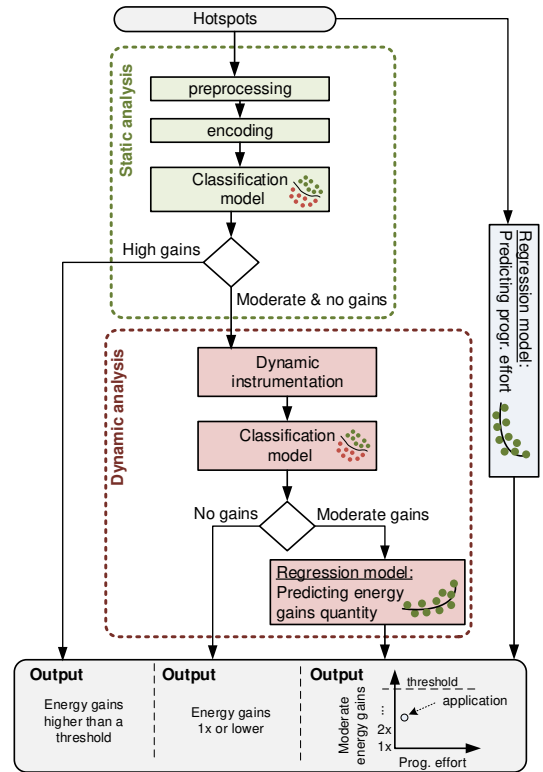 Hotspots
Static analysis
preprocessing
encoding
Classification
model
High gains
Moderate & no gains
Regression model:
Predicting progr. effort
Dynamic analysis
Dynamic
instrumentation
Classification
model
No gains
Moderate gains
Regression model:
Predicting energy
gains quantity
Output
Energy gains
higher than a
threshold
Output
Energy gains
1x or lower
Output
Moderate
energy gains
threshold
application
...
2x
1x
Prog. effort